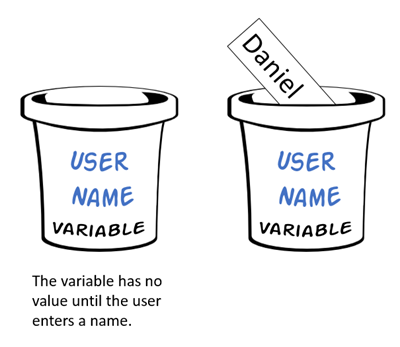 USER
NAME
VARIABLE
The variable has no
value until the user
enters a name.
Daniel
USER
NAME
VARIABLE